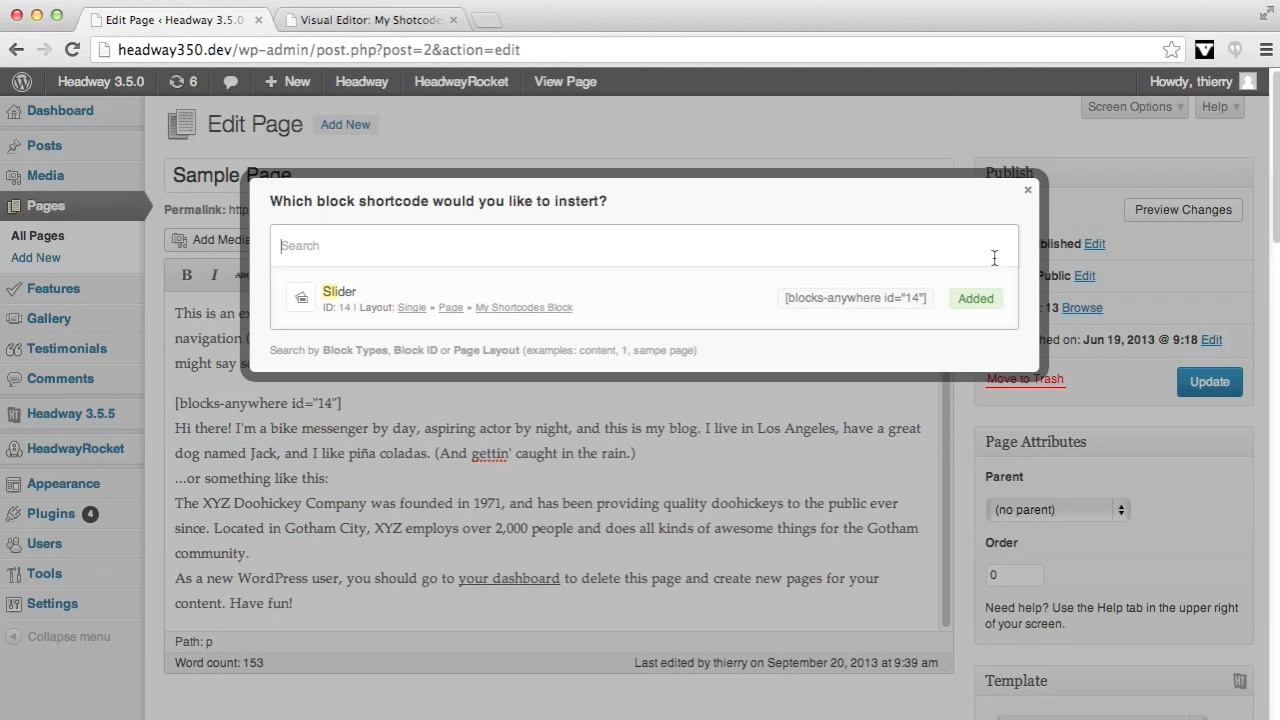 Edit Page ‹ Headway 3.5.0
Visual Editor: My Shotcode
headway350.dev/wp-admin/post.php?post=2&action=edit
Headway 3.5.0
6
New
Headway
HeadwayRocket
View Page
Howdy, thierry
Dashboard
Posts
Media
Pages
All Pages
Add New
Features
Gallery
Testimonials
Comments
Headway 3.5.5
HeadwayRocket
Appearance
Plugins 4
Users
Tools
Settings
Collapse menu
Screen Options
Help
Edit Page
Add New
Sample Page
Permalink:
Add Media
B I ABC
Which block shortcode would you like to instert?
×
Search
Slider
ID: 14 | Layout: Single » Page » My Shortcodes Block
[blocks-anywhere id="14"]
Added
Search by Block Types, Block ID or Page Layout (examples: content, 1, sampe page)
This is an
navigation (
might say
[blocks-anywhere id="14"]
Hi there! I'm a bike messenger by day, aspiring actor by night, and this is my blog. I live in Los Angeles, have a great
dog named Jack, and I like piña coladas. (And gettin' caught in the rain.)
...or something like this:
The XYZ Doohickey Company was founded in 1971, and has been providing quality doohickeys to the public ever
since. Located in Gotham City, XYZ employs over 2,000 people and does all kinds of awesome things for the Gotham
community.
As a new WordPress user, you should go to your dashboard to delete this page and create new pages for your
content. Have fun!
Path: p
Word count: 153
Last edited by thierry on September 20, 2013 at 9:39 am
Publish
Preview Changes
blished Edit
Public Edit
: 13 Browse
hed on: Jun 19, 2013 @ 9:18 Edit
Move to Trash
Update
Page Attributes
Parent
(no parent)
Order
0
Need help? Use the Help tab in the upper right
of your screen.
Template